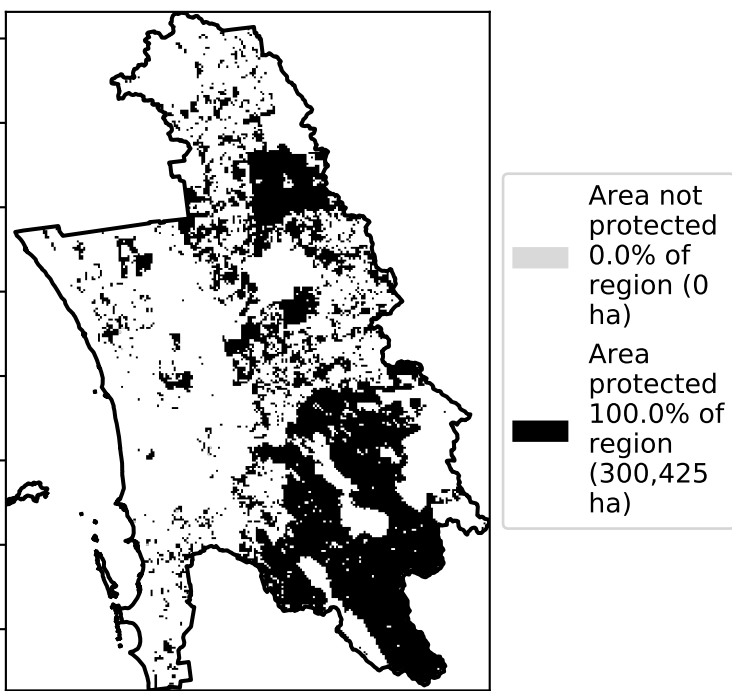 Area not
protected
0.0% of
region (0
ha)
Area
protected
100.0% of
region
(300,425
ha)